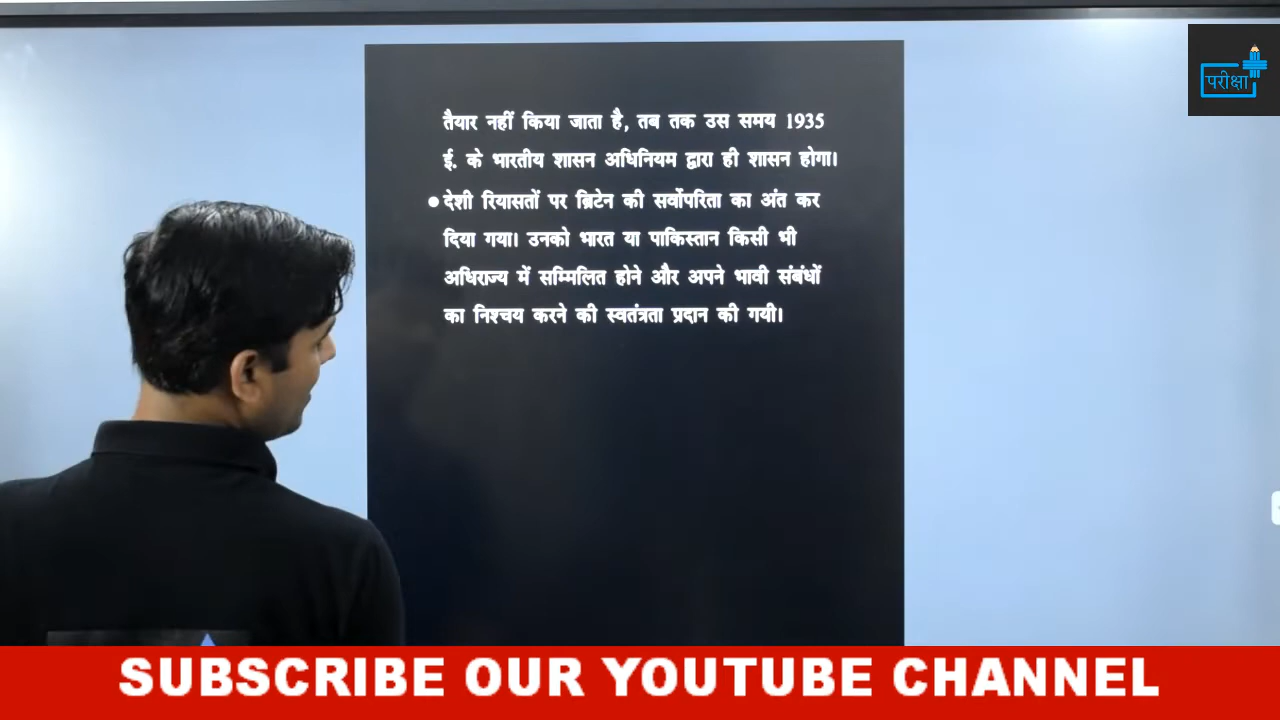 परीक्षा
तैयार नहीं किया जाता है, तब तक उस समय 1935
ई. के भारतीय शासन अधिनियम द्वारा ही शासन होगा।
● देशी रियासतों पर ब्रिटेन की सर्वोपरिता का अंत कर
दिया गया। उनको भारत या पाकिस्तान किसी भी
अधिराज्य में सम्मिलित होने और अपने भावी संबंधों
का निश्चय करने की स्वतंत्रता प्रदान की गयी।
SUBSCRIBE OUR YOUTUBE CHANNEL